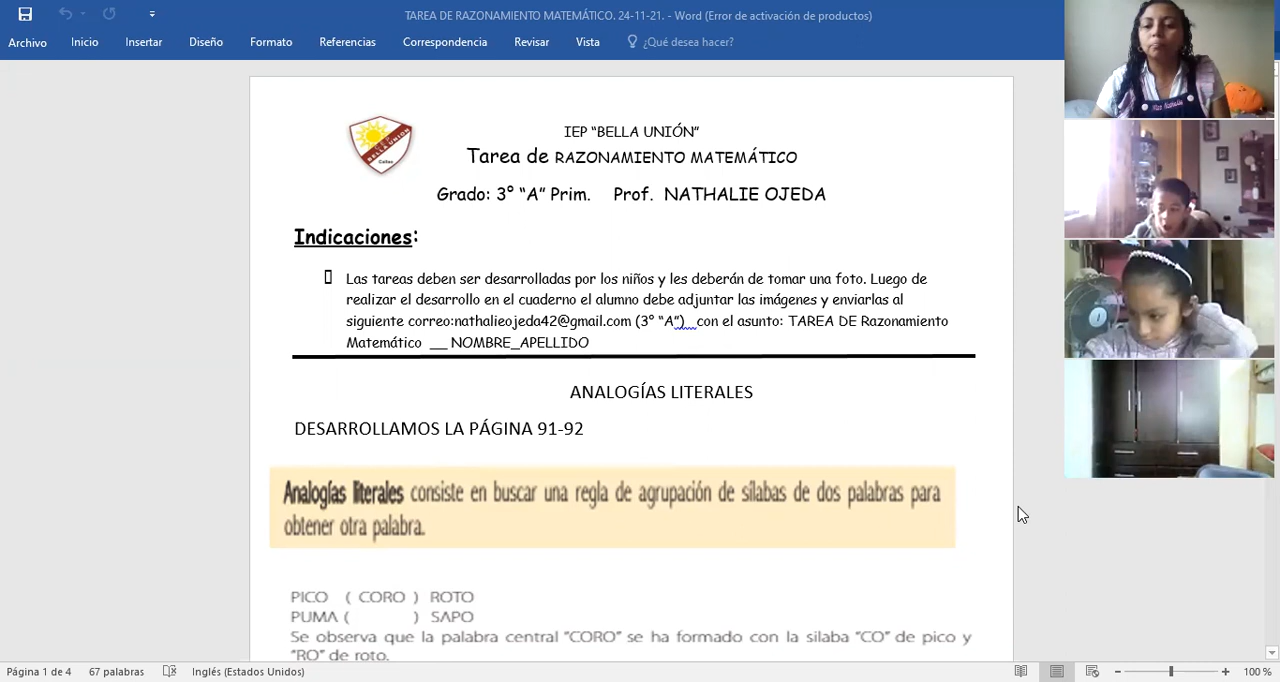 TAREA DE RAZONAMIENTO MATEMÁTICO. 24-11-21. - Word (Error de activación de productos)
Archivo Inicio Insertar Diseño Formato Referencias Correspondencia Revisar Vista ¿Qué desea hacer?
BELLA UNION
Callao
IEP “BELLA UNIÓN”
Tarea de RAZONAMIENTO MATEMÁTICO
Grado: 3° “A” Prim. Prof. NATHALIE OJEDA
Indicaciones:
Las tareas deben ser desarrolladas por los niños y les deberán de tomar una foto. Luego de
realizar el desarrollo en el cuaderno el alumno debe adjuntar las imágenes y enviarlas al
siguiente correo:nathalieojeda42@gmail.com (3° “A”) con el asunto: TAREA DE Razonamiento
Matemático __ NOMBRE_APELLIDO
ANALOGÍAS LITERALES
DESARROLLAMOS LA PÁGINA 91-92
Analogías literales consiste en buscar una regla de agrupación de sílabas de dos palabras para
obtener otra palabra.
PICO ( CORO ) ROTO
PUMA ( ) SAPO
Se observa que la palabra central “CORO” se ha formado con la sílaba “CO” de pico y
“RO” de roto.
Página 1 de 4 67 palabras Inglés (Estados Unidos) 100 %